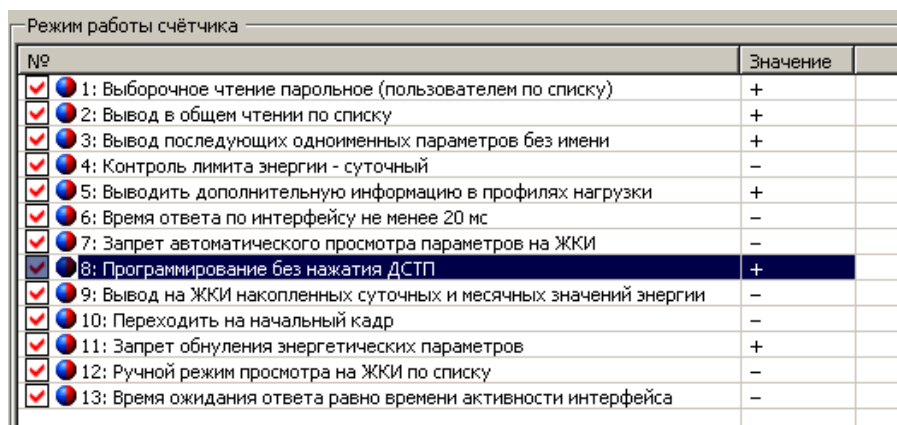 Режим работы счётчика
№ Значение
1: Выборочное чтение парольное (пользователем по списку) +
2: Вывод в общем чтении по списку +
3: Вывод последующих одноименных параметров без имени +
4: Контроль лимита энергии - суточный −
5: Выводить дополнительную информацию в профилях нагрузки +
6: Время ответа по интерфейсу не менее 20 мс −
7: Запрет автоматического просмотра параметров на ЖКИ −
8: Программирование без нажатия ДСТП +
9: Вывод на ЖКИ накопленных суточных и месячных значений энергии −
10: Переходить на начальный кадр −
11: Запрет обнуления энергетических параметров +
12: Ручной режим просмотра на ЖКИ по списку −
13: Время ожидания ответа равно времени активности интерфейса −